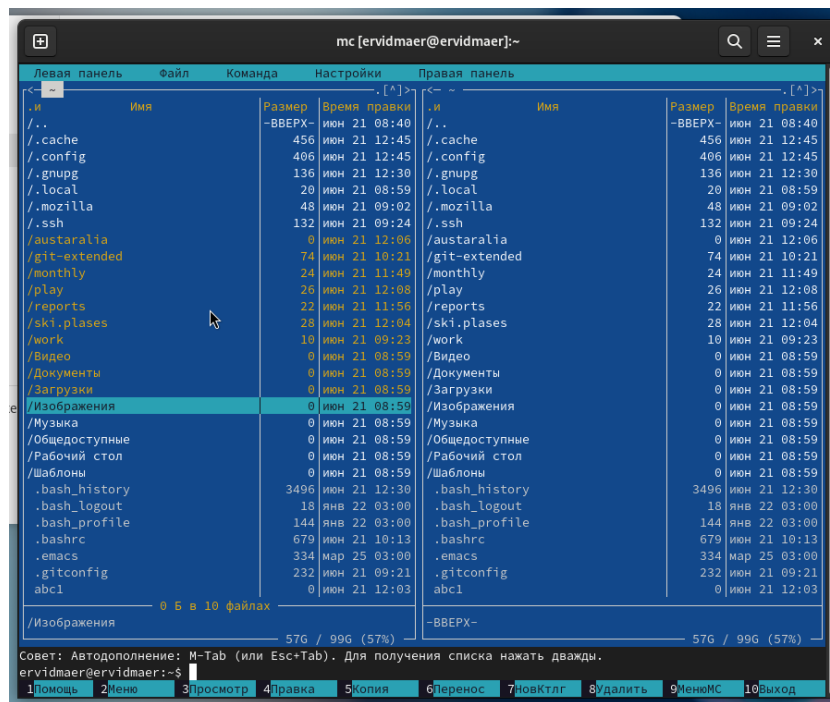 mc [ervidmaer@ervidmaer]:~
Левая панель Файл Команда Настройки Правая панель
<- ~ .[^]> <- ~ .[^]>
.и Имя Размер Время правки .и Имя Размер Время правки
/.. -ВВЕРХ- июн 21 08:40 /.. -ВВЕРХ- июн 21 08:40
/.cache 456 июн 21 12:45 /.cache 456 июн 21 12:45
/.config 406 июн 21 12:45 /.config 406 июн 21 12:45
/.gnupg 136 июн 21 12:30 /.gnupg 136 июн 21 12:30
/.local 20 июн 21 08:59 /.local 20 июн 21 08:59
/.mozilla 48 июн 21 09:02 /.mozilla 48 июн 21 09:02
/.ssh 132 июн 21 09:24 /.ssh 132 июн 21 09:24
/austaralia 0 июн 21 12:06 /austaralia 0 июн 21 12:06
/git-extended 74 июн 21 10:21 /git-extended 74 июн 21 10:21
/monthly 24 июн 21 11:49 /monthly 24 июн 21 11:49
/play 26 июн 21 12:08 /play 26 июн 21 12:08
/reports 22 июн 21 11:56 /reports 22 июн 21 11:56
/ski.plases 28 июн 21 12:04 /ski.plases 28 июн 21 12:04
/work 10 июн 21 09:23 /work 10 июн 21 09:23
/Видео 0 июн 21 08:59 /Видео 0 июн 21 08:59
/Документы 0 июн 21 08:59 /Документы 0 июн 21 08:59
/Загрузки 0 июн 21 08:59 /Загрузки 0 июн 21 08:59
/Изображения 0 июн 21 08:59 /Изображения 0 июн 21 08:59
/Музыка 0 июн 21 08:59 /Музыка 0 июн 21 08:59
/Общедоступные 0 июн 21 08:59 /Общедоступные 0 июн 21 08:59
/Рабочий стол 0 июн 21 08:59 /Рабочий стол 0 июн 21 08:59
/Шаблоны 0 июн 21 08:59 /Шаблоны 0 июн 21 08:59
.bash_history 3496 июн 21 12:30 .bash_history 3496 июн 21 12:30
.bash_logout 18 янв 22 03:00 .bash_logout 18 янв 22 03:00
.bash_profile 144 янв 22 03:00 .bash_profile 144 янв 22 03:00
.bashrc 679 июн 21 10:13 .bashrc 679 июн 21 10:13
.emacs 334 мар 25 03:00 .emacs 334 мар 25 03:00
.gitconfig 232 июн 21 09:21 .gitconfig 232 июн 21 09:21
abc1 0 июн 21 12:03 abc1 0 июн 21 12:03
0 Б в 10 файлах
/Изображения -ВВЕРХ-
57G / 99G (57%) 57G / 99G (57%)
Совет: Автодополнение: M-Tab (или Esc+Tab). Для получения списка нажать дважды.
ervidmaer@ervidmaer:~$
1Помощь 2Меню 3Просмотр 4Правка 5Копия 6Перенос 7НовКтлг 8Удалить 9МенюMC 10Выход